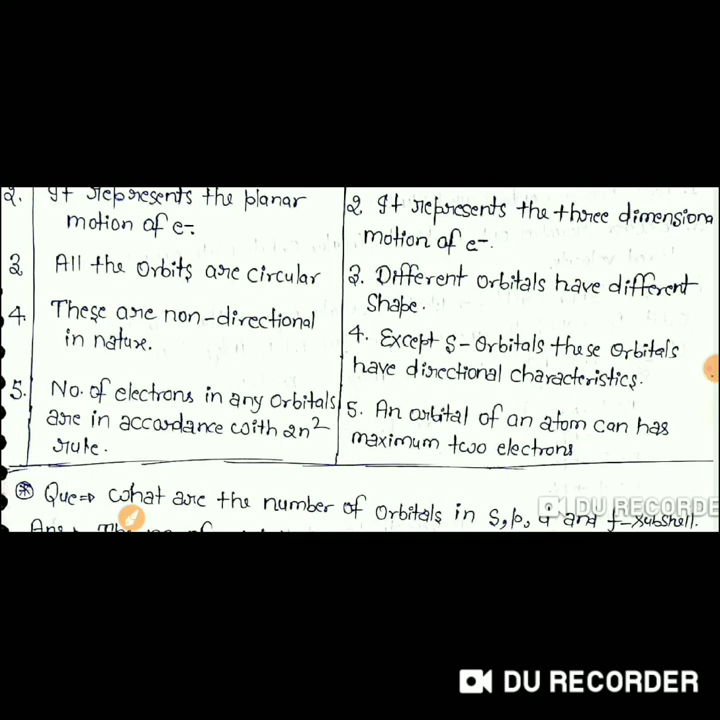 2. It represents the planar
motion of e-.
3 All the Orbits are circular
4. These are non-directional
in nature.
5. No. of electrons in any orbitals
are in accordance with 2n²
rule.
2. It represents the three dimensiona
motion of e-.
3. Different orbitals have different
Shape.
4. Except S-Orbitals these Orbitals
have directional characteristics.
5. An orbital of an atom can has
maximum two electrons
Que⇒ What are the number of Orbitals in S, p, d and f-subshell.
DU RECORDE
DU RECORDER